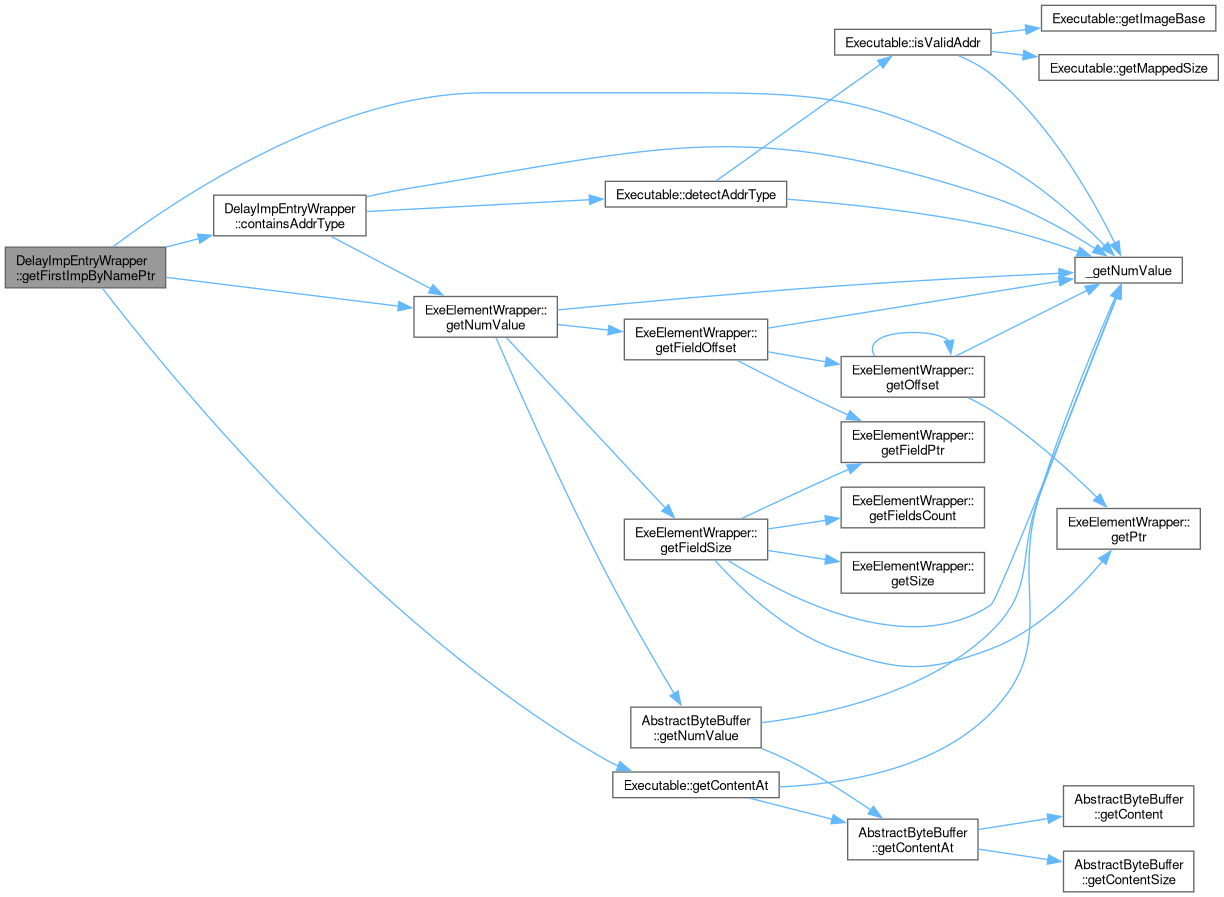 Executable::getImageBase
Executable::isValidAddr
Executable::getMappedSize
Executable::detectAddrType
DelayImpEntryWrapper
::containsAddrType
DelayImpEntryWrapper
::getFirstImpByNamePtr
_getNumValue
ExeElementWrapper::
getNumValue
ExeElementWrapper::
getFieldOffset
ExeElementWrapper::
getOffset
ExeElementWrapper::
getFieldPtr
ExeElementWrapper::
getFieldsCount
ExeElementWrapper::
getPtr
ExeElementWrapper::
getFieldSize
ExeElementWrapper::
getSize
AbstractByteBuffer
::getNumValue
Executable::getContentAt
AbstractByteBuffer
::getContent
AbstractByteBuffer
::getContentAt
AbstractByteBuffer
::getContentSize